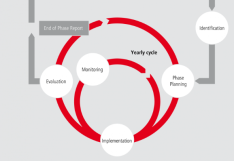 End of Phase Report
Identification
Yearly cycle
Monitoring
Evaluation
Phase
Planning
Implementation